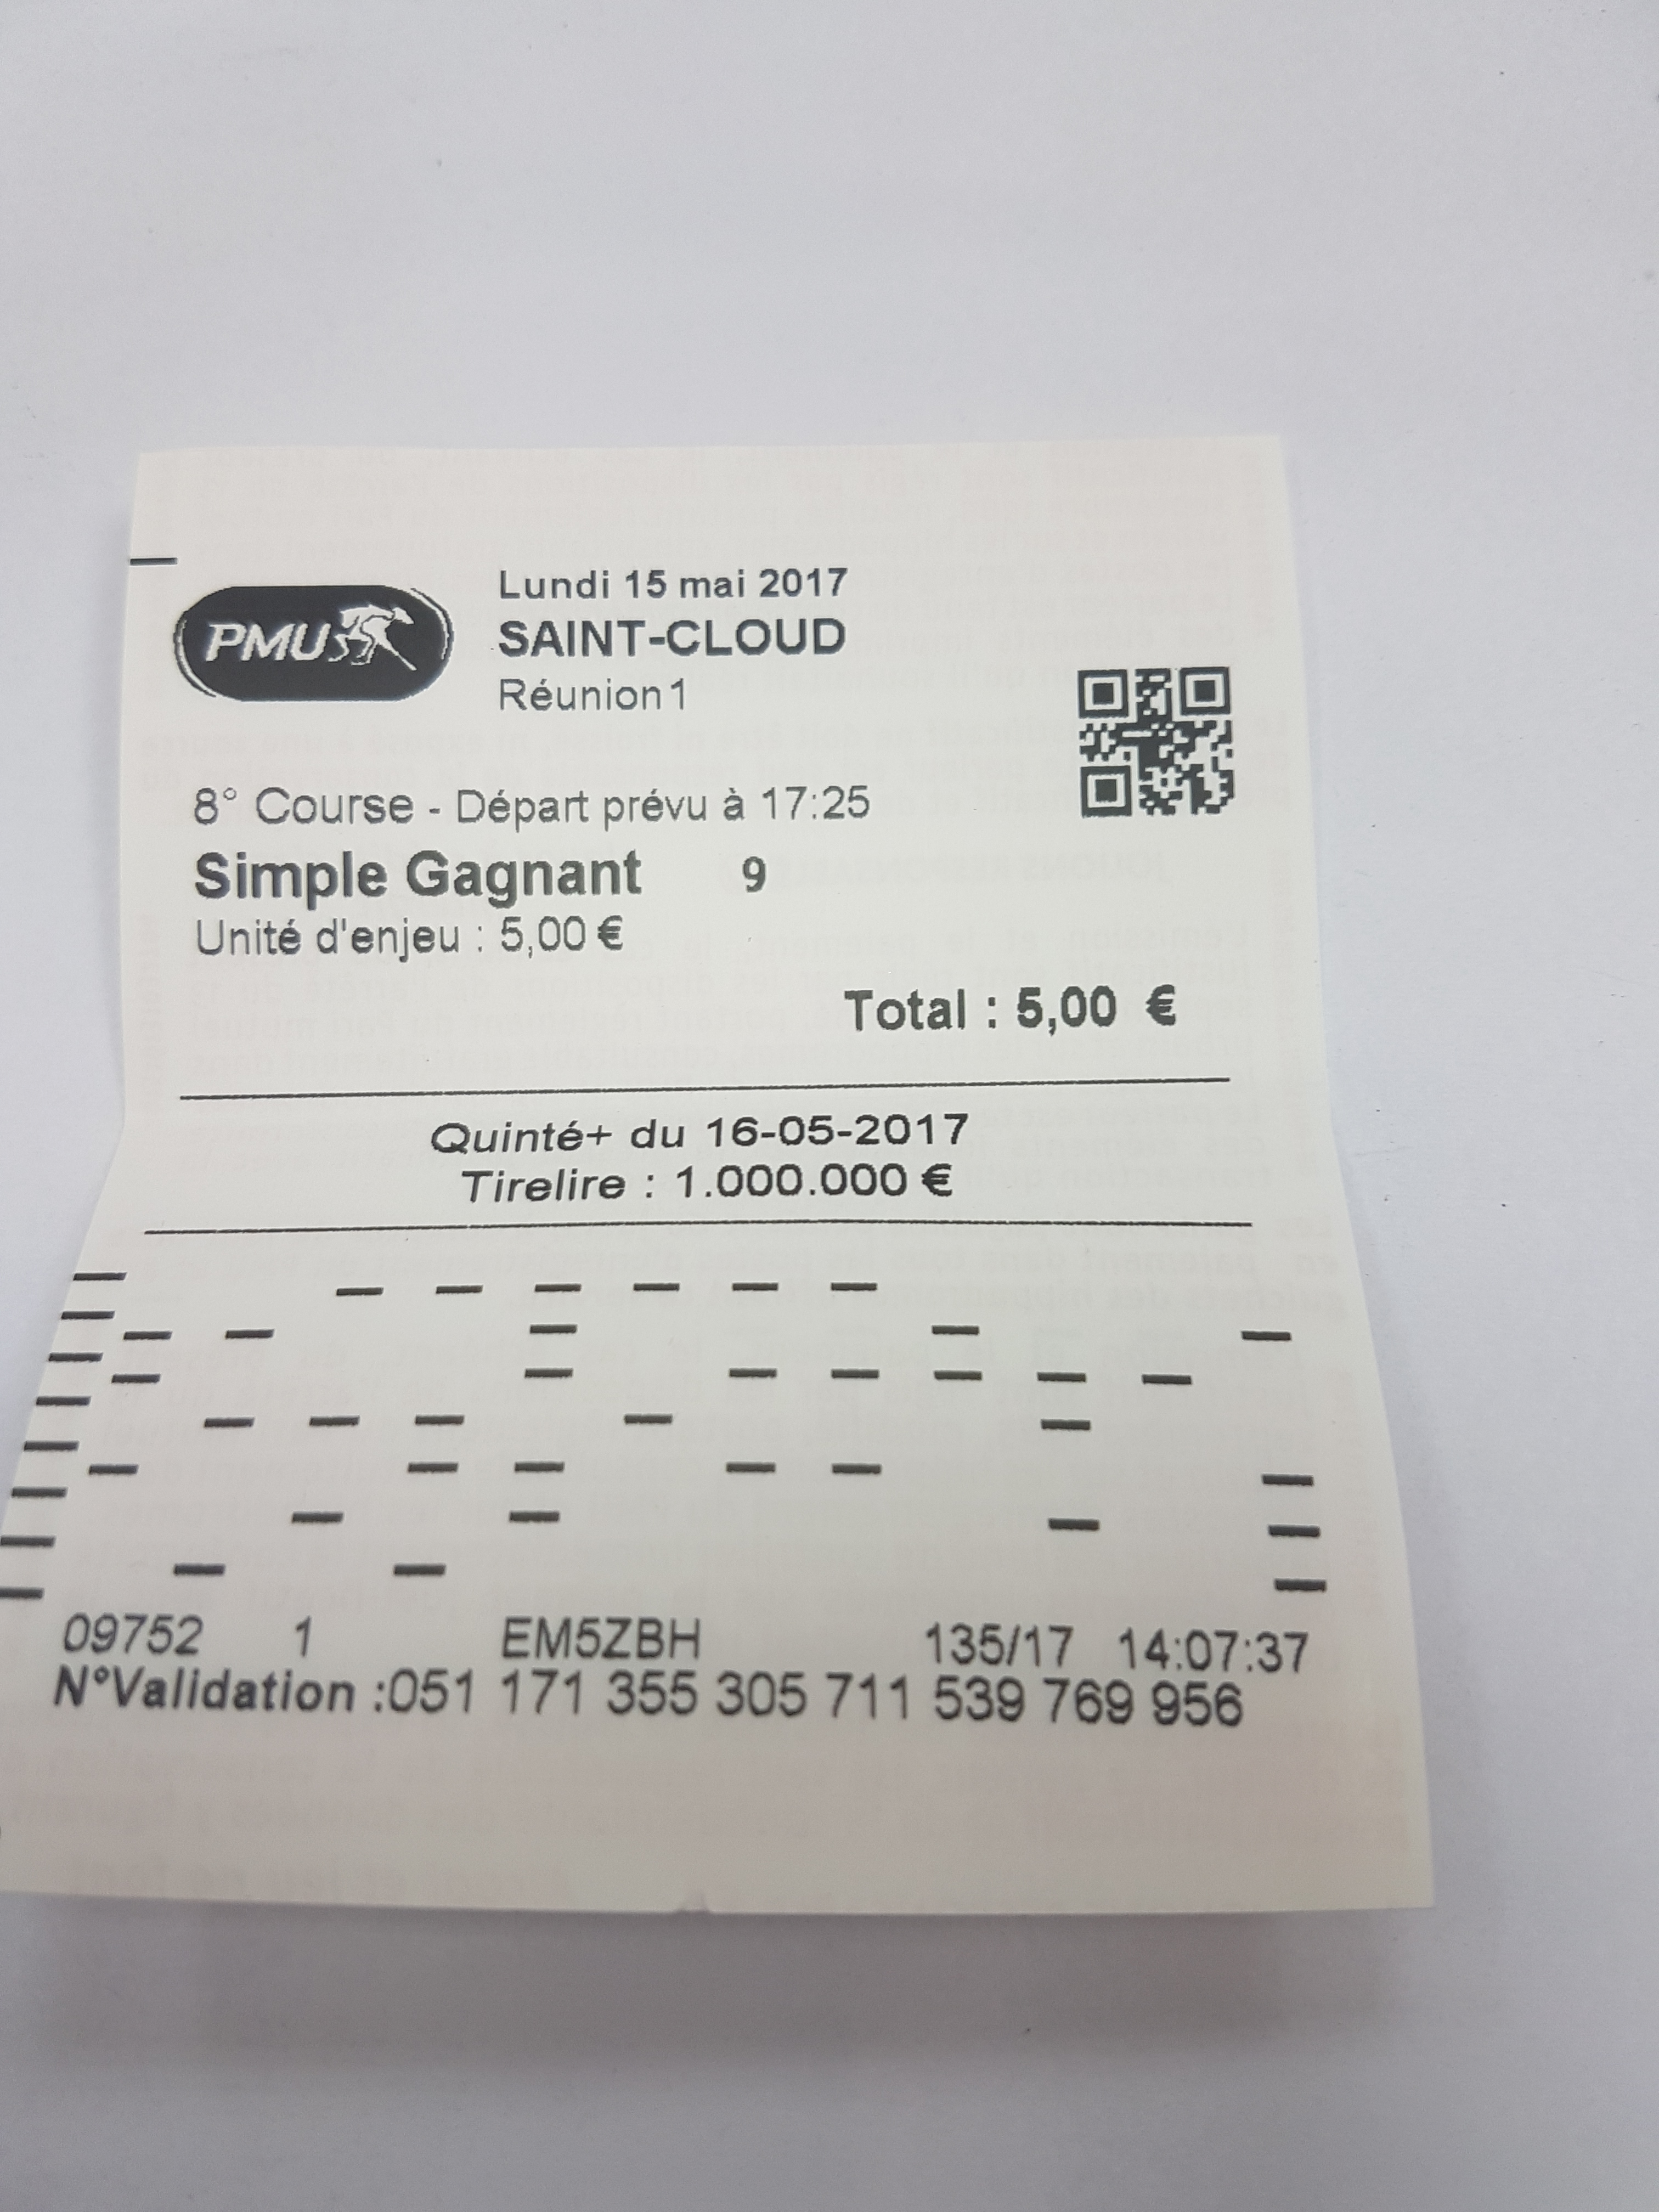 Lundi 15 mai 2017
PMU
SAINT-CLOUD
Réunion 1
8° Course - Départ prévu à 17:25
Simple Gagnant 9
Unité d'enjeu : 5,00 €
Total : 5,00 €
Quinté+ du 16-05-2017
Tirelire : 1.000.000 €
09752 1 EM5ZBH 135/17 14:07:37
N°Validation :051 171 355 305 711 539 769 956